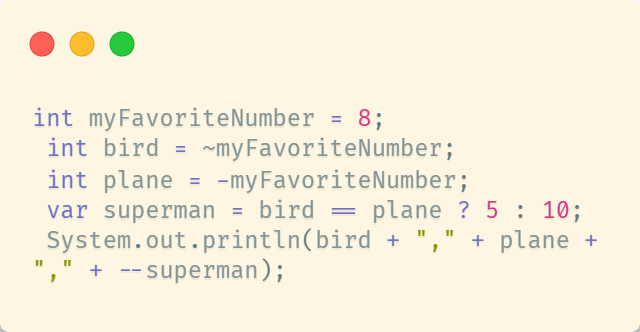 int myFavoriteNumber = 8;
int bird = ~myFavoriteNumber;
int plane = -myFavoriteNumber;
var superman = bird == plane ? 5 : 10;
System.out.println(bird + "," + plane +
"," + --superman);